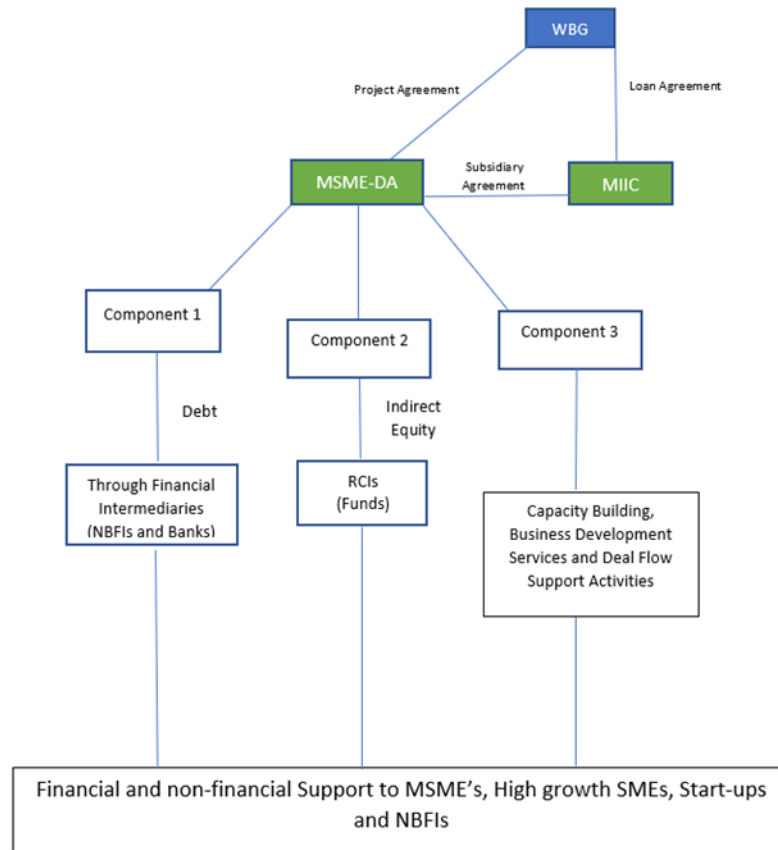 WBG
Project Agreement
Loan Agreement
MSME-DA
Subsidiary
Agreement
MIIC
Component 1
Component 2
Component 3
Debt
Indirect
Equity
Through Financial
Intermediaries
(NBFIs and Banks)
RCIs
(Funds)
Capacity Building,
Business Development
Services and Deal Flow
Support Activities
Financial and non-financial Support to MSME's, High growth SMEs, Start-ups
and NBFIs